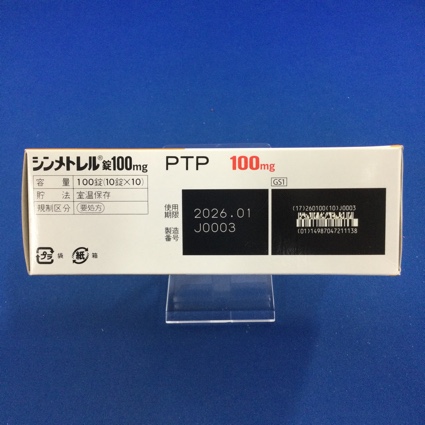 シンメトレル®錠100mg
PTP 100mg
容量 100錠(10錠×10)
貯法 室温保存
規制区分 要処方
GS1
使用期限 2026.01
製造番号 J0003
(17)260100(10)J0003
(01)14987047211138
プラ 袋
紙 箱